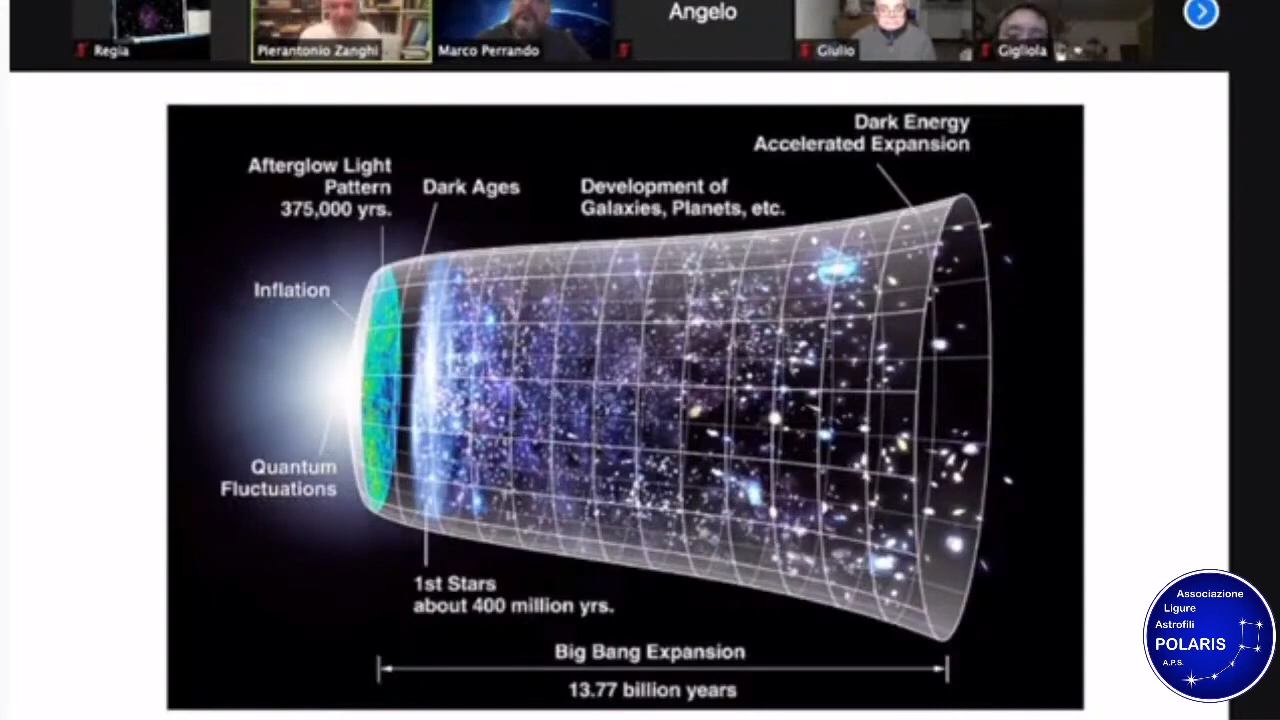 Angelo
Regia
Pierantonio Zanghi
Marco Perrando
Giulio
Gigliola
Dark Energy
Accelerated Expansion
Afterglow Light
Pattern
375,000 yrs.
Dark Ages
Development of
Galaxies, Planets, etc.
Inflation
Quantum
Fluctuations
1st Stars
about 400 million yrs.
Big Bang Expansion
13.77 billion years
Associazione
Ligure
Astrofili
POLARIS
A.P.S.